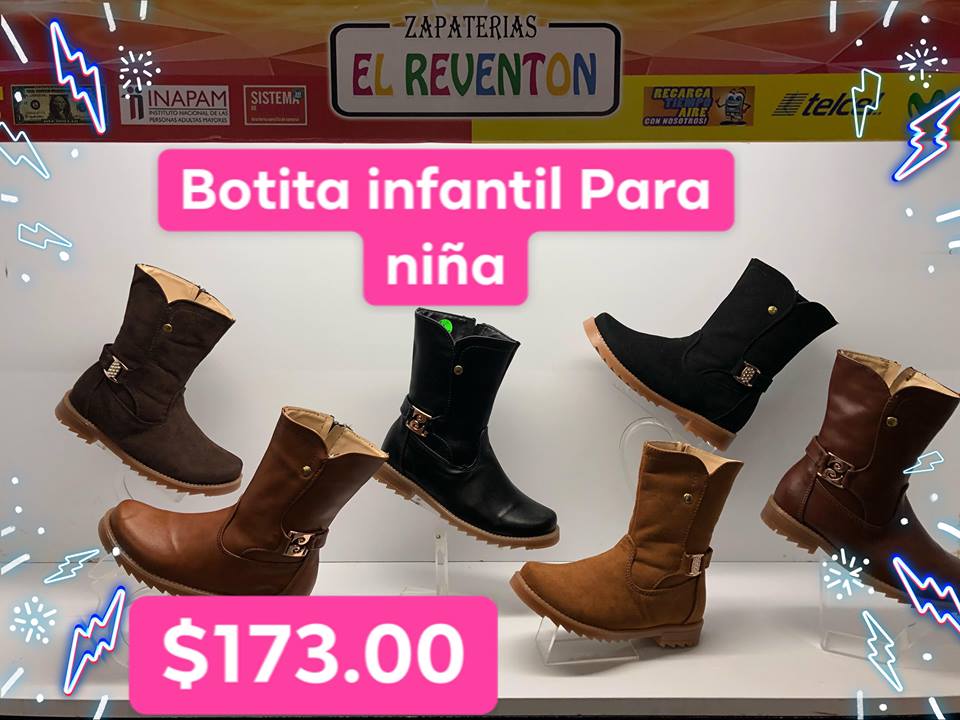 ZAPATERIAS
EL REVENTON
INAPAM
INSTITUTO NACIONAL DE LAS
PERSONAS ADULTAS MAYORES
SISTEMA
RECARGA
TIEMPO
AIRE
CON NOSOTROS!
telcel
Botita infantil Para
niña
$173.00